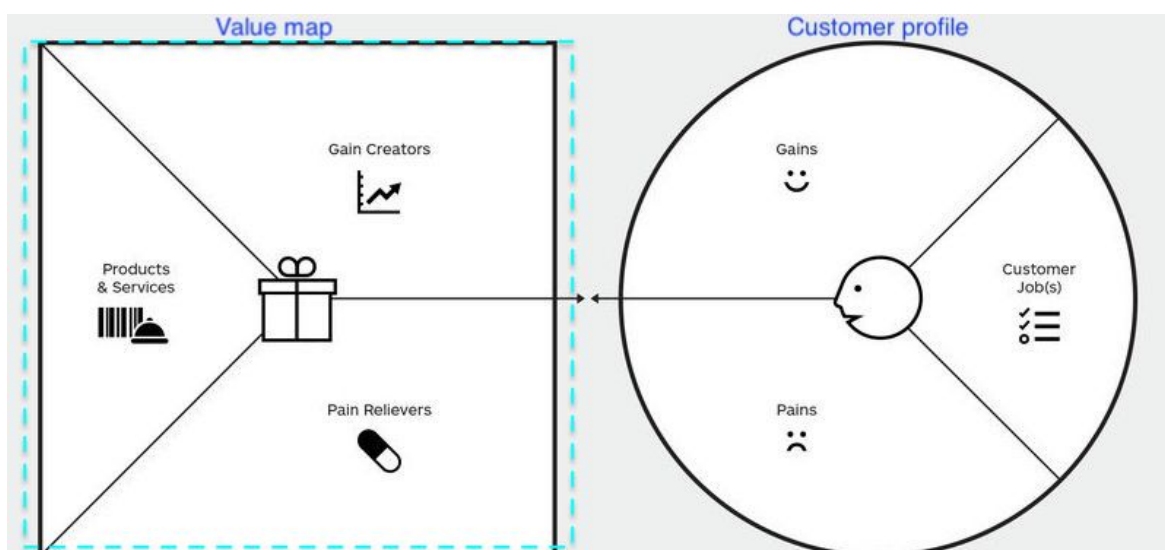 Value map
Customer profile
Gain Creators
Gains
Products
& Services
Customer
Job(s)
Pain Relievers
Pains